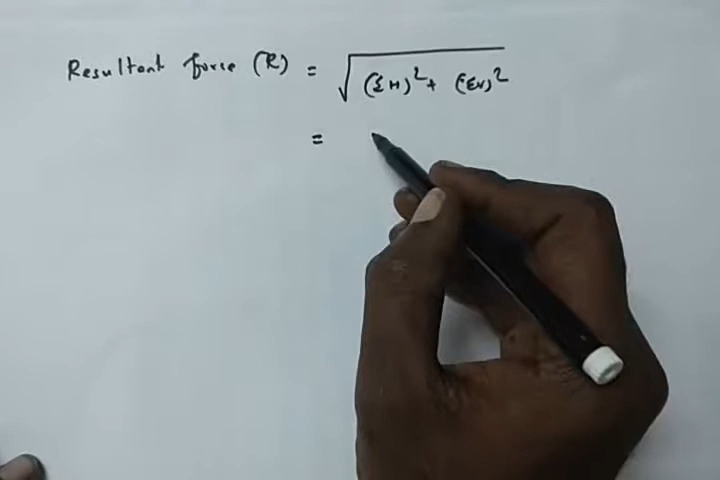 Resultant force (R) = √(ΣH)² + (ΣV)²
=